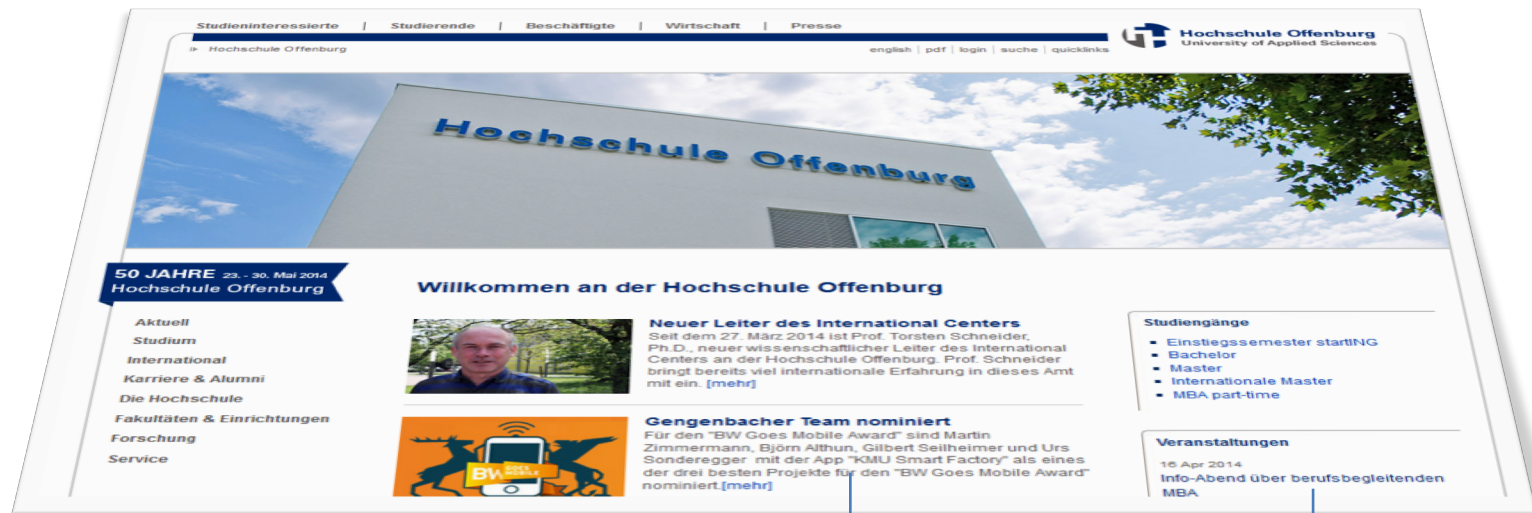 Studieninteressierte | Studierende | Beschäftigte | Wirtschaft | Presse
Hochschule Offenburg
University of Applied Sciences
Hochschule Offenburg
english | pdf | login | suche | quicklinks
Hochschule Offenburg
50 JAHRE 23. - 30. Mai 2014
Hochschule Offenburg
Aktuell
Studium
International
Karriere & Alumni
Die Hochschule
Fakultäten & Einrichtungen
Forschung
Service
Willkommen an der Hochschule Offenburg
Neuer Leiter des International Centers
Seit dem 27. März 2014 ist Prof. Torsten Schneider,
Ph.D., neuer wissenschaftlicher Leiter des International
Centers an der Hochschule Offenburg. Prof. Schneider
bringt bereits viel internationale Erfahrung in dieses Amt
mit ein. [mehr]
BW GOES
MOBILE
Gengenbacher Team nominiert
Für den "BW Goes Mobile Award" sind Martin
Zimmermann, Björn Althun, Gilbert Seilheimer und Urs
Sonderegger mit der App "KMU Smart Factory" als eines
der drei besten Projekte für den "BW Goes Mobile Award"
nominiert.[mehr]
Studiengänge
Einstiegssemester startING
Bachelor
Master
Internationale Master
MBA part-time
Veranstaltungen
16 Apr 2014
Info-Abend über berufsbegleitenden
MBA